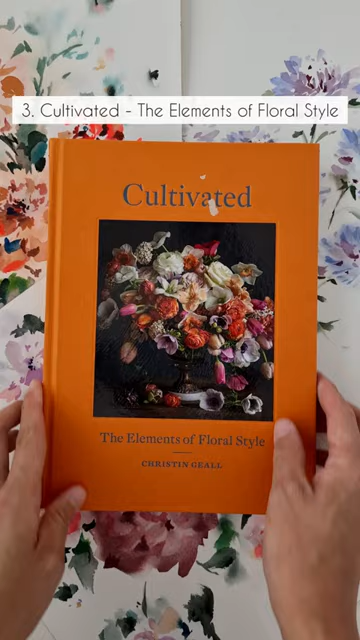 3. Cultivated - The Elements of Floral Style
Cultivated
The Elements of Floral Style
CHRISTIN GEALL